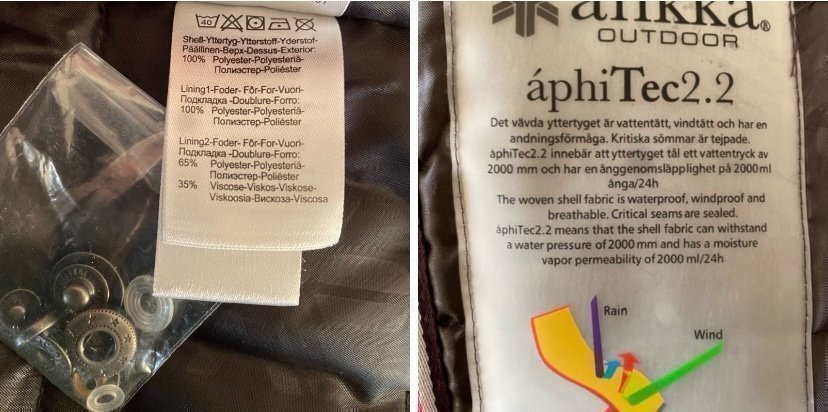 40
Shell-Yttertyg-Ytterstoff-Yderstof-
Päällinen-Верх-Dessus-Exterior:
100% Polyester-Polyesteriä-
Полиэстер-Poliéster
Lining1-Foder- Fôr-For-Vuori-
Подкладка -Doublure-Forro:
100% Polyester-Polyesteriä-
Полиэстер-Poliéster
Lining2-Foder- Fôr-For-Vuori-
Подкладка -Doublure-Forro:
65% Polyester-Polyesteriä-
Полиэстер-Poliéster
35% Viscose-Viskos-Viskose-
Viskoosia-Вискоза-Viscosa
OUTDOOR
áphiTec2.2
Det vävda yttertyget är vattentätt, vindtätt och har en
andningsförmåga. Kritiska sömmar är tejpade.
àphiTec2.2 innebär att yttertyget tål ett vattentryck av
2000 mm och har en ånggenomsläpplighet på 2000ml
ånga/24h
The woven shell fabric is waterproof, windproof and
breathable. Critical seams are sealed.
àphiTec2.2 means that the shell fabric can withstand
a water pressure of 2000 mm and has a moisture
vapor permeability of 2000 ml/24h
Rain
Wind